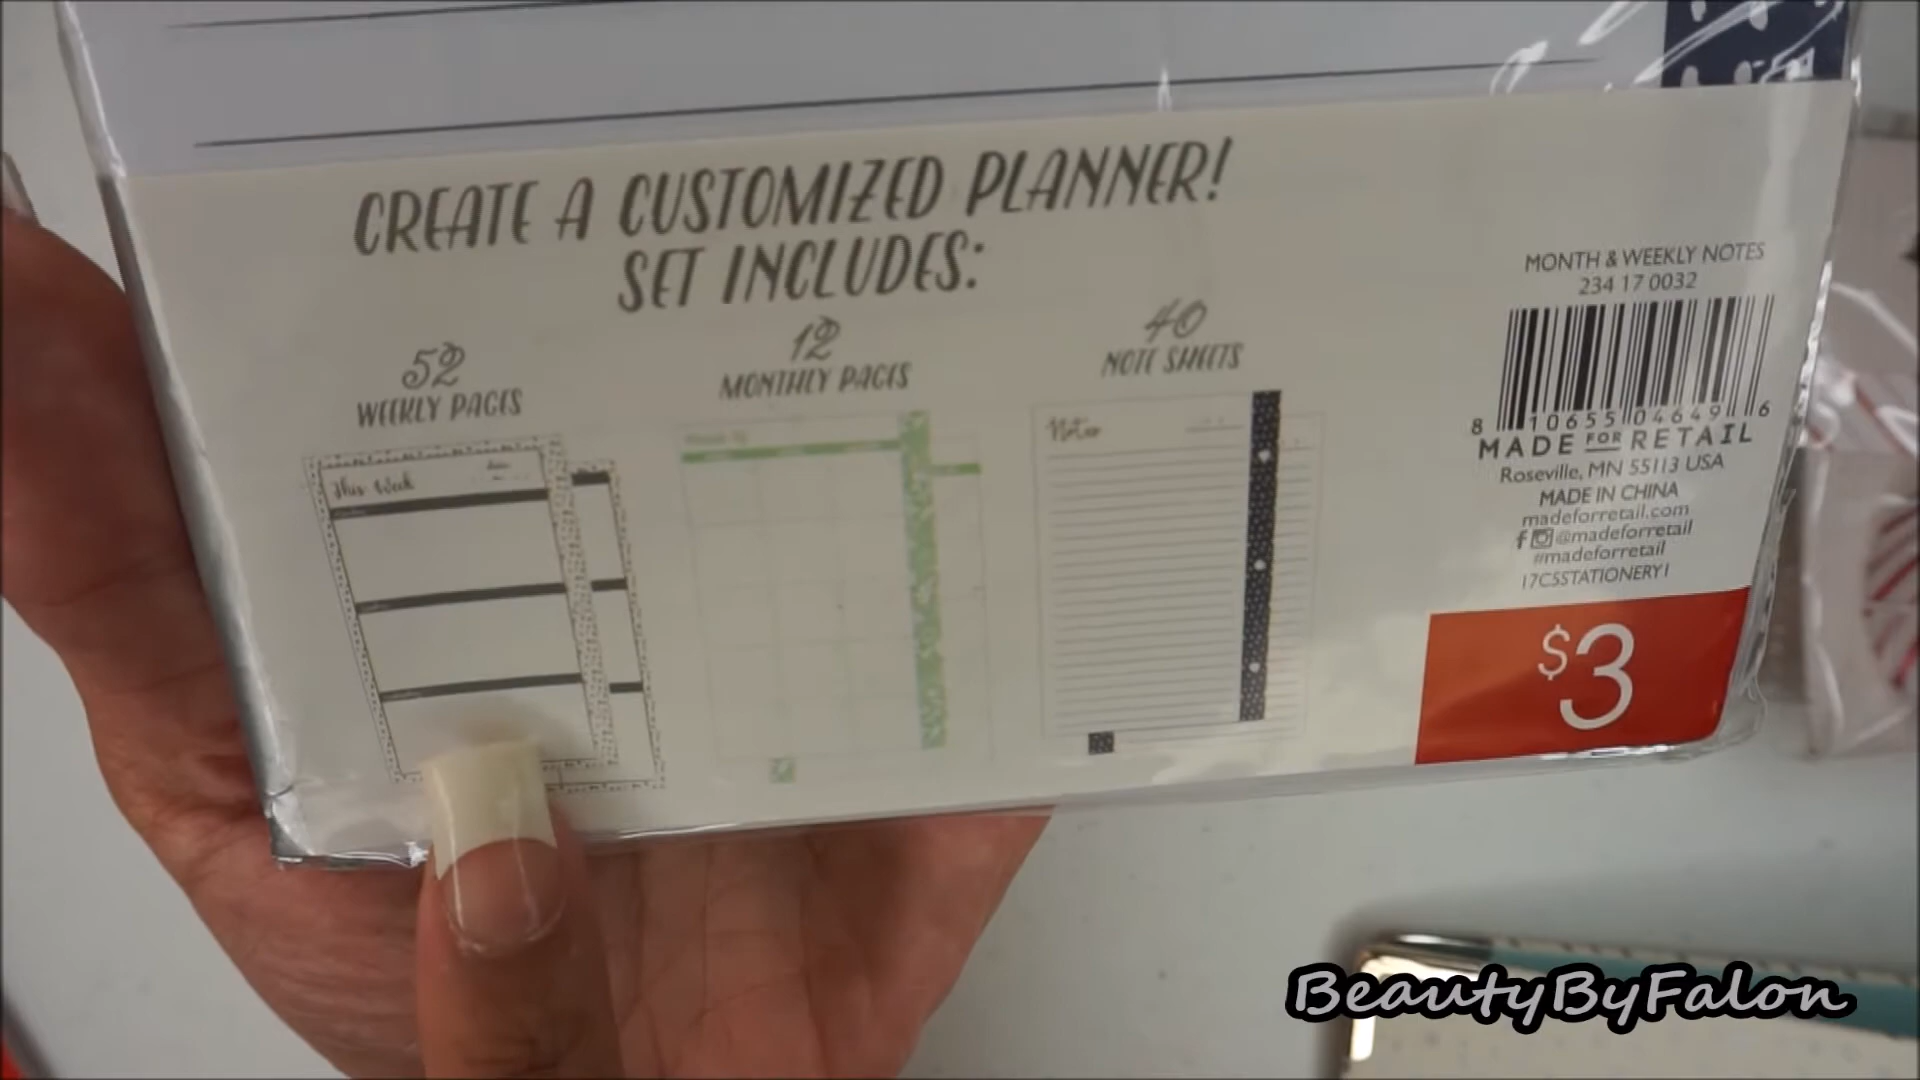 CREATE A CUSTOMIZED PLANNER!
SET INCLUDES:
52
WEEKLY PAGES
12
MONTHLY PAGES
40
NOTE SHEETS
This Week
Notes
MONTH & WEEKLY NOTES
234 17 0032
8 10655 04649 6
MADE FOR RETAIL
Roseville, MN 55113 USA
MADE IN CHINA
madeforretail.com
@madeforretail
#madeforretail
17CSSTATIONERY1
$3
BeautyByFalon